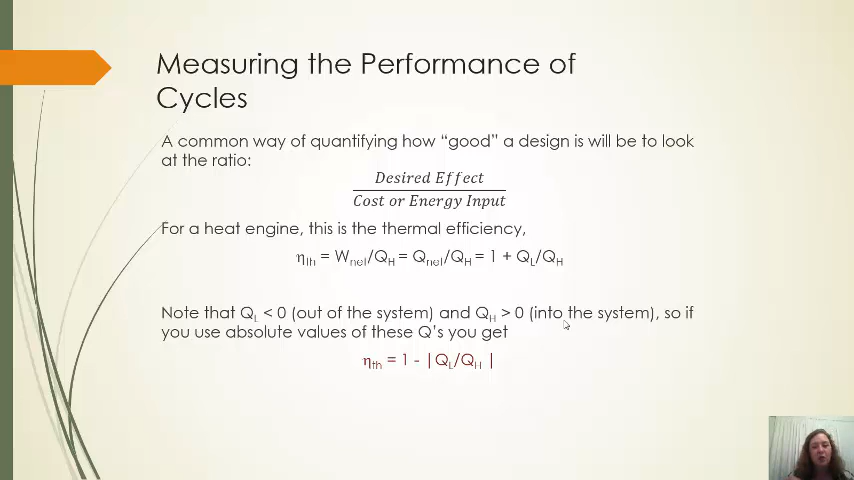 Measuring the Performance of
Cycles
A common way of quantifying how “good” a design is will be to look
at the ratio:
Desired Effect
Cost or Energy Input
For a heat engine, this is the thermal efficiency,
ηth = Wnet/QH = Qnet/QH = 1 + QL/QH
Note that QL < 0 (out of the system) and QH > 0 (into the system), so if
you use absolute values of these Q’s you get
ηth = 1 - |QL/QH |